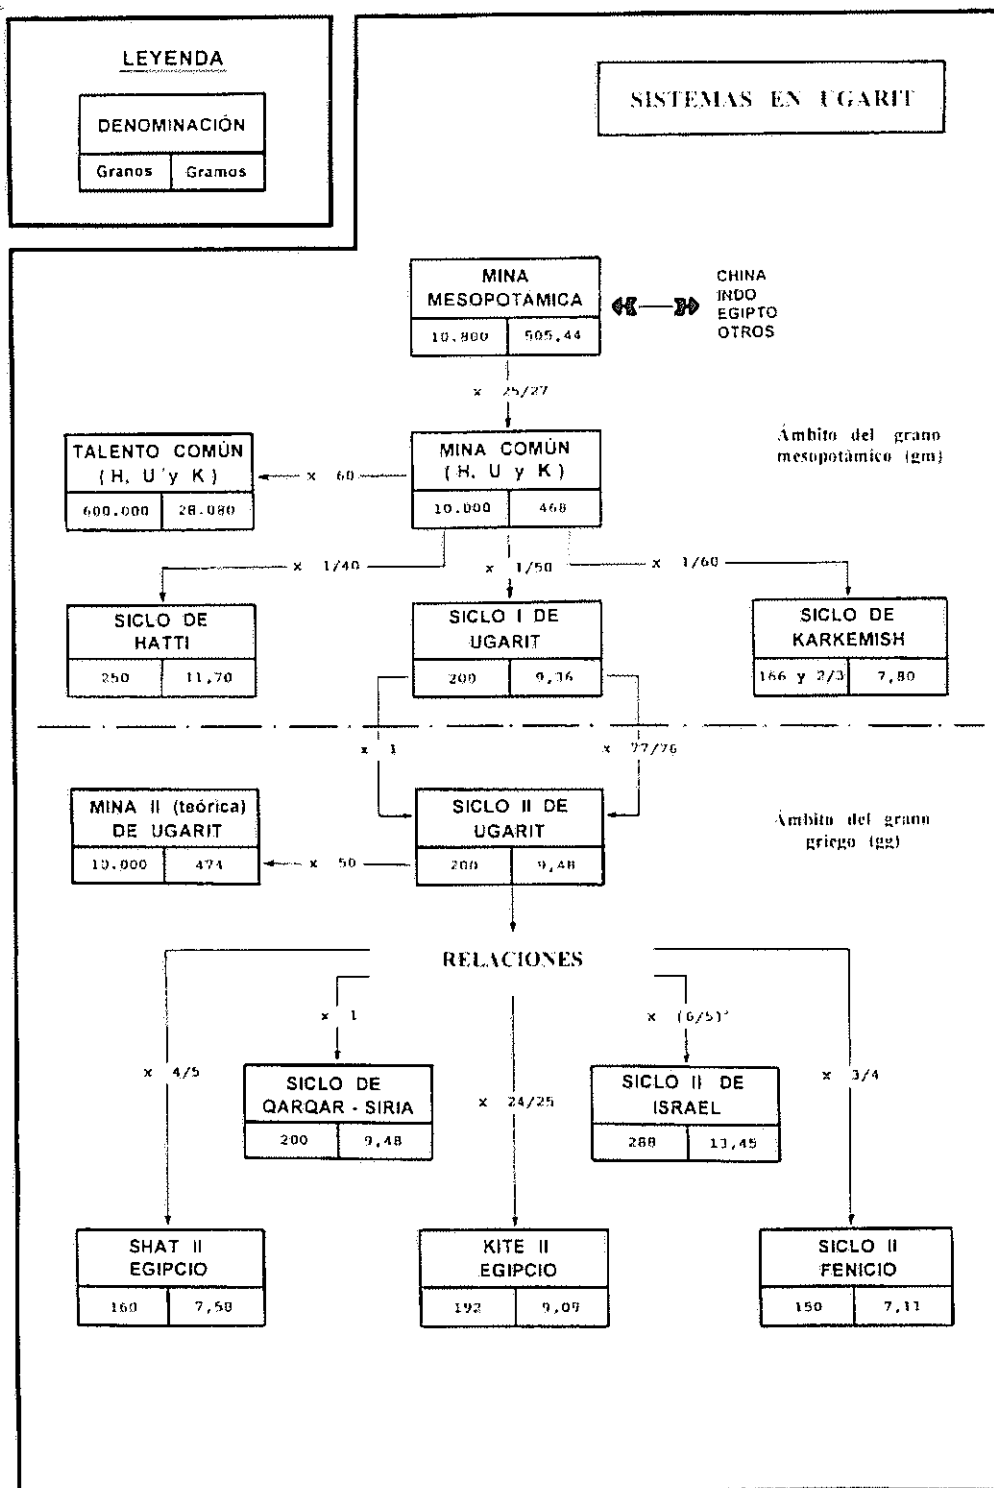 LEYENDA
DENOMINACIÓN
Granos Gramos
SISTEMAS EN UGARIT
MINA
MESOPOTÁMICA
10.800 505,44
CHINA
INDO
EGIPTO
OTROS
x 25/27
Ámbito del grano
mesopotámico (gm)
TALENTO COMÚN
(H, U y K)
600.000 28.080
x 60
MINA COMÚN
(H, U y K)
10.000 468
x 1/40
x 1/50
x 1/60
SICLO DE
HATTI
250 11,70
SICLO I DE
UGARIT
200 9,36
SICLO DE
KARKEMISH
166 y 2/3 7,80
x 1
x 77/76
MINA II (teórica)
DE UGARIT
10.000 474
x 50
SICLO II DE
UGARIT
200 9,48
Ámbito del grano
griego (gg)
RELACIONES
x 4/5
x 1
x 24/25
x (6/5)²
x 3/4
SICLO DE
QARQAR - SIRIA
200 9,48
SICLO II DE
ISRAEL
288 13,45
SHAT II
EGIPCIO
160 7,58
KITE II
EGIPCIO
192 9,09
SICLO II
FENICIO
150 7,11